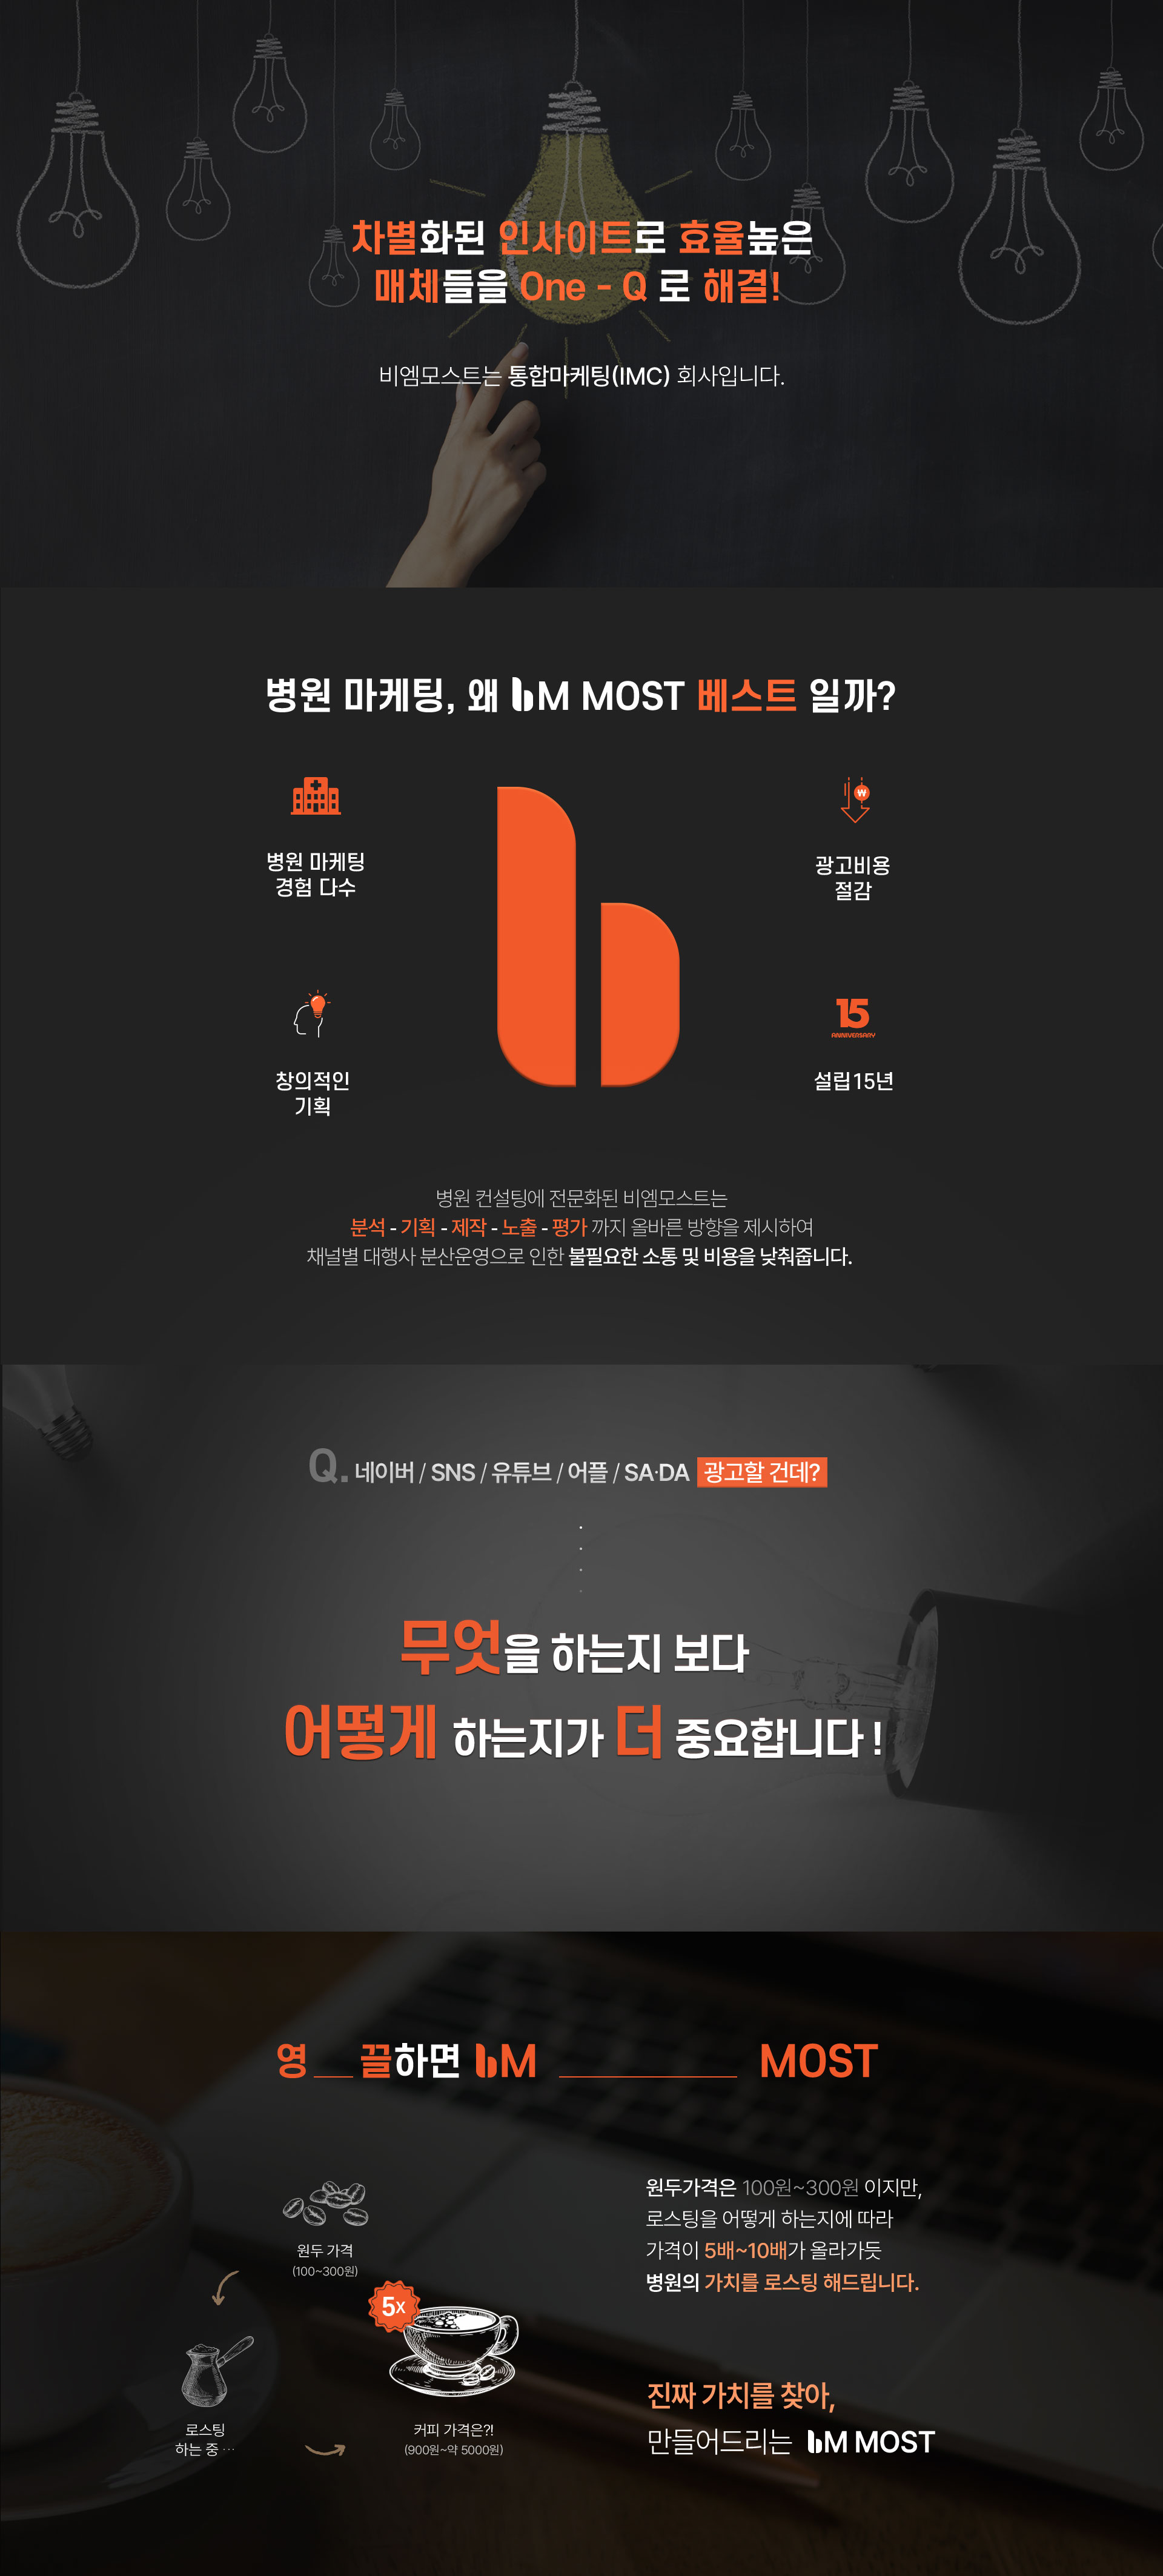 차별화된 인사이트로 효율높은
매체들을 One - Q 로 해결!
비엠모스트는 통합마케팅(IMC) 회사입니다.
병원 마케팅, 왜 bM MOST 베스트 일까?
병원 마케팅
경험 다수
광고비용
절감
창의적인
기획
15
ANNIVERSARY
설립15년
병원 컨설팅에 전문화된 비엠모스트는
분석 - 기획 - 제작 - 노출 - 평가 까지 올바른 방향을 제시하여
채널별 대행사 분산운영으로 인한 불필요한 소통 및 비용을 낮춰줍니다.
Q. 네이버 / SNS / 유튜브 / 어플 / SA·DA 광고할 건데?
무엇을 하는지 보다
어떻게 하는지가 더 중요합니다 !
영__끌하면 bM ________ MOST
원두 가격
(100~300원)
로스팅
하는 중 ···
5X
커피 가격은?!
(900원~약 5000원)
원두가격은 100원~300원 이지만,
로스팅을 어떻게 하는지에 따라
가격이 5배~10배가 올라가듯
병원의 가치를 로스팅 해드립니다.
진짜 가치를 찾아,
만들어드리는 bM MOST